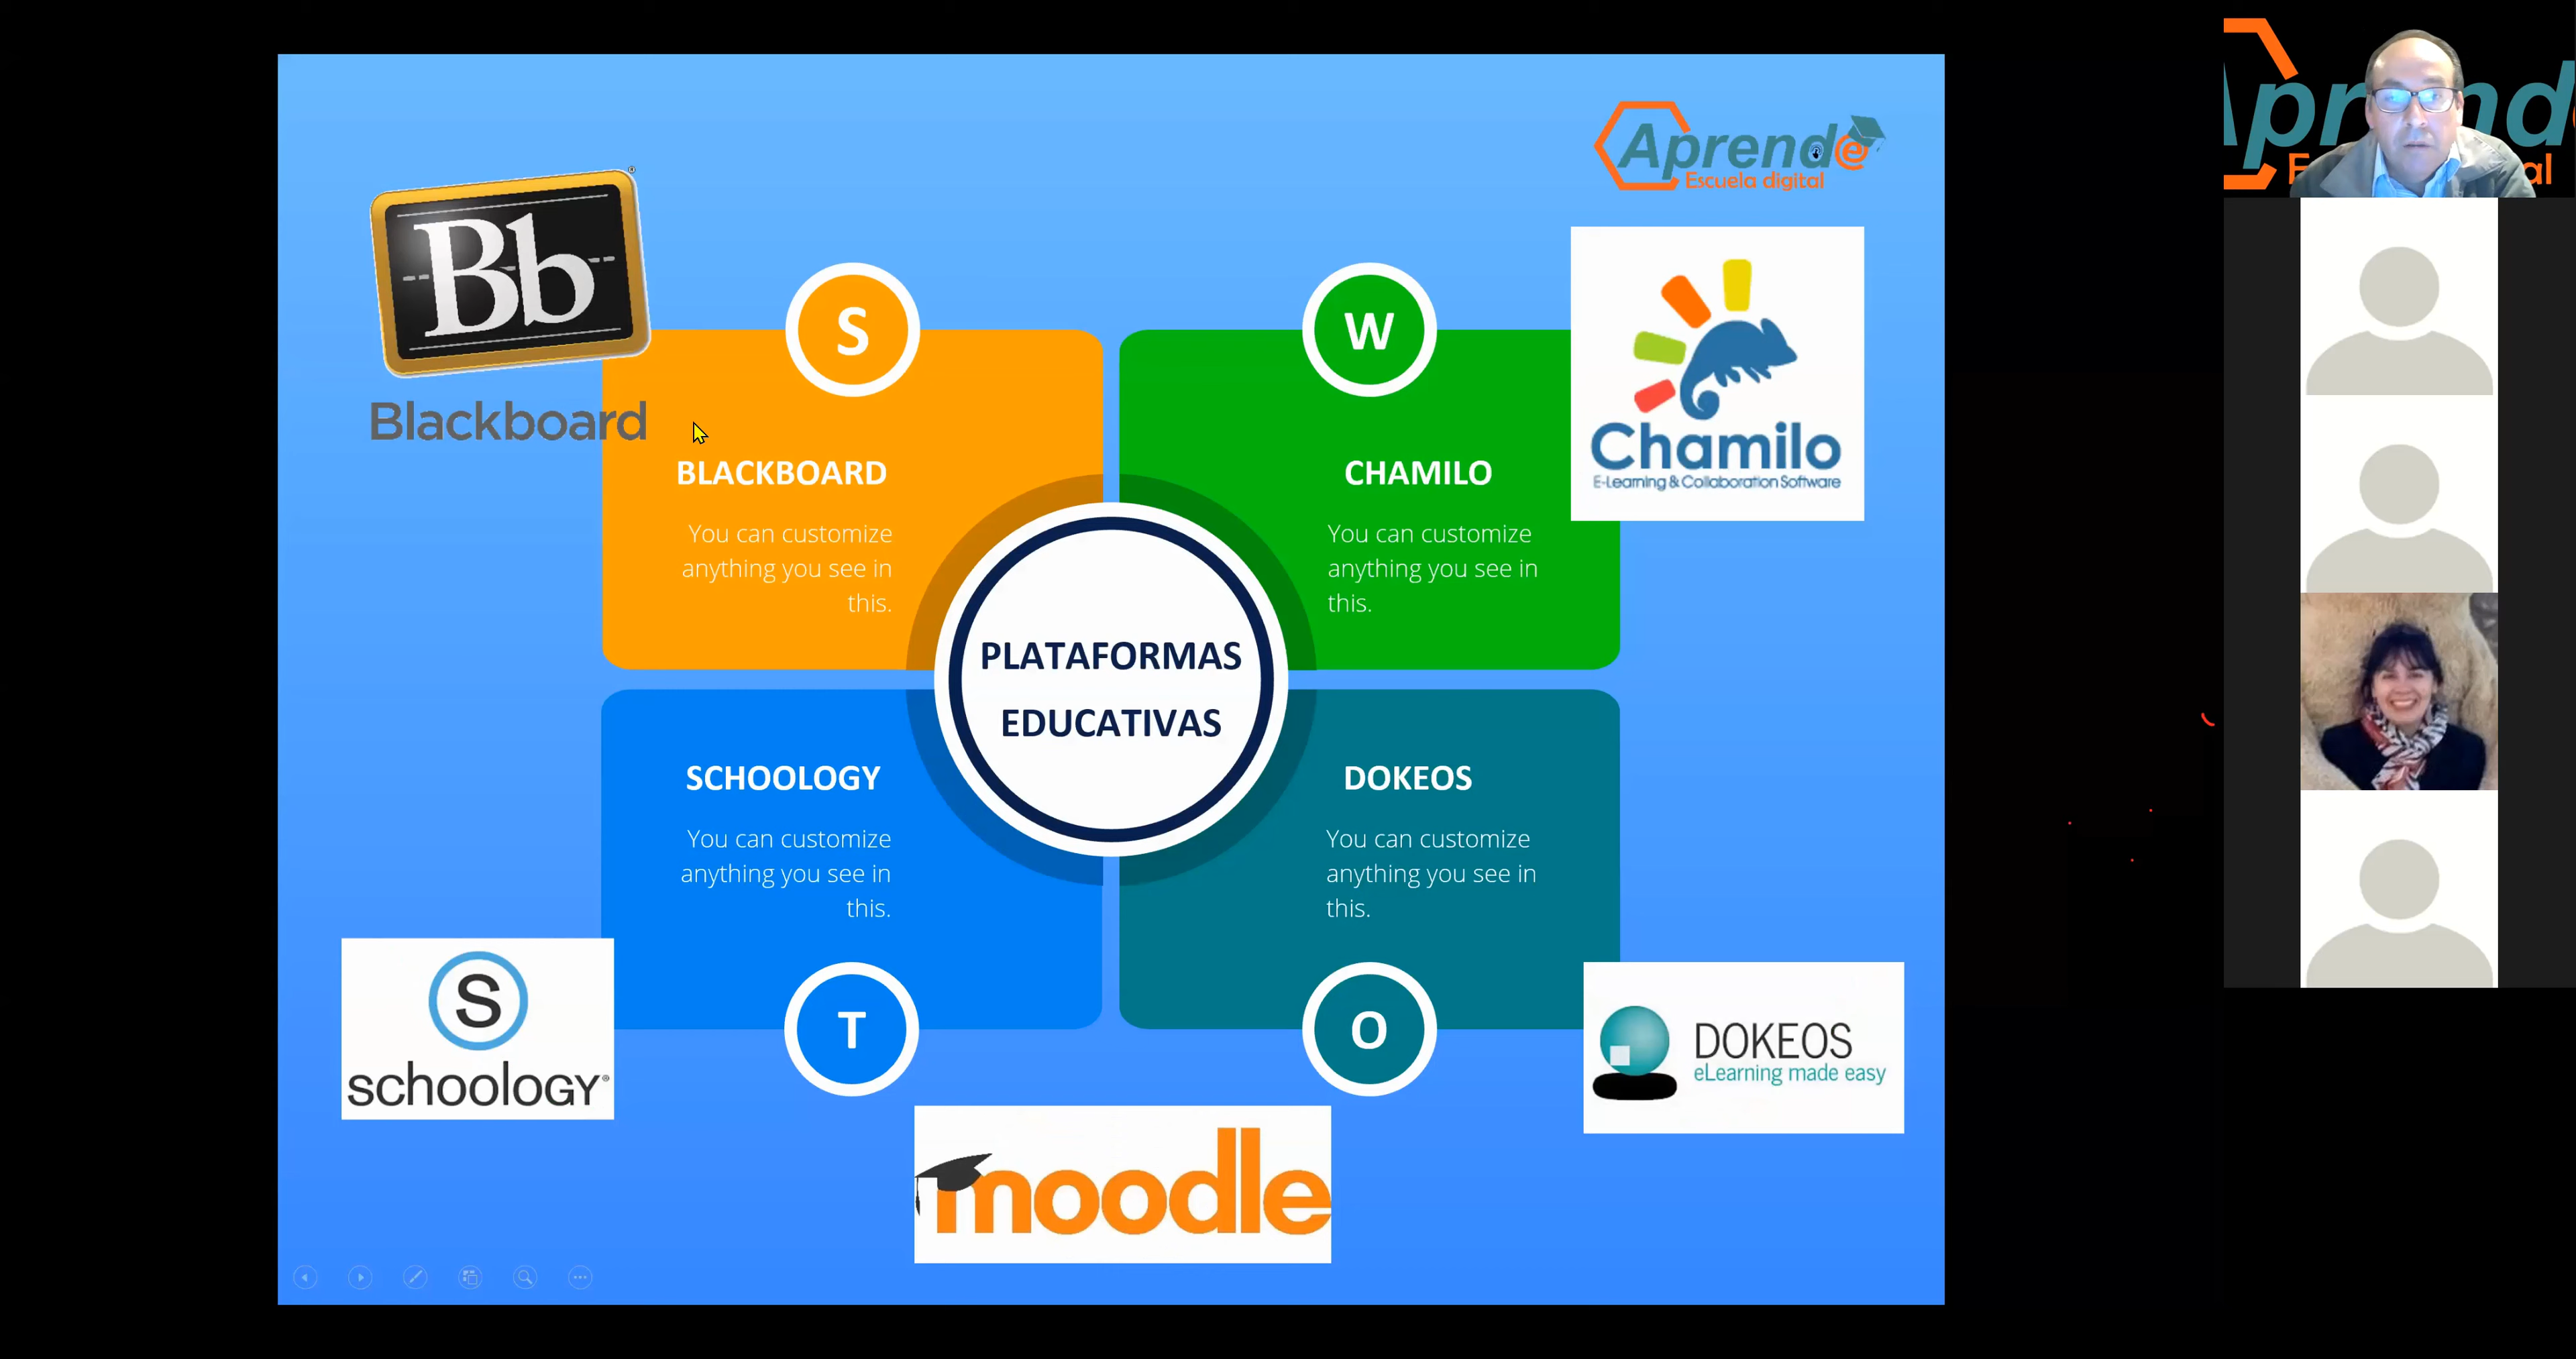 Aprende
Escuela digital
Bb
Blackboard
S
BLACKBOARD
You can customize
anything you see in
this.
W
CHAMILO
You can customize
anything you see in
this.
Chamilo
E-Learning & Collaboration Software
PLATAFORMAS
EDUCATIVAS
SCHOOLOGY
You can customize
anything you see in
this.
T
DOKEOS
You can customize
anything you see in
this.
O
S
schoology®
DOKEOS
eLearning made easy
moodle
Aprend
E al